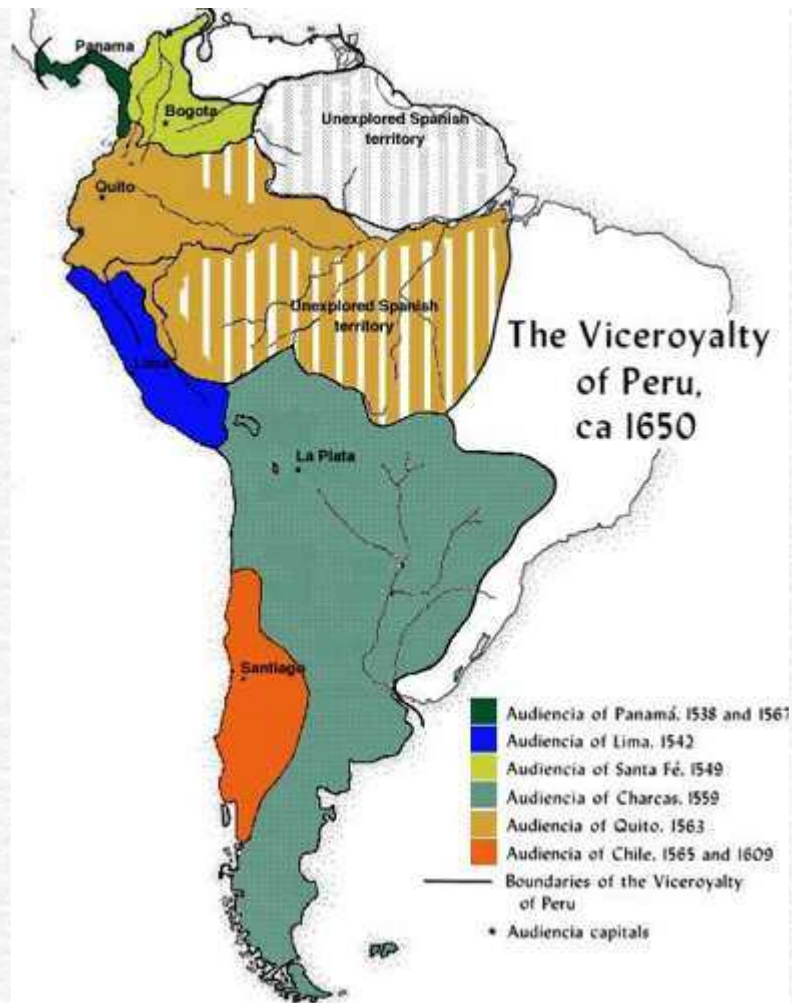 Panama
Bogota
Unexplored Spanish
territory
Quito
Unexplored Spanish
territory
Lima
The Viceroyalty
of Peru,
ca 1650
La Plata
Santiago
Audiencia of Panamá, 1538 and 1567
Audiencia of Lima, 1542
Audiencia of Santa Fé, 1549
Audiencia of Charcas, 1559
Audiencia of Quito, 1563
Audiencia of Chile, 1565 and 1609
Boundaries of the Viceroyalty
of Peru
Audiencia capitals